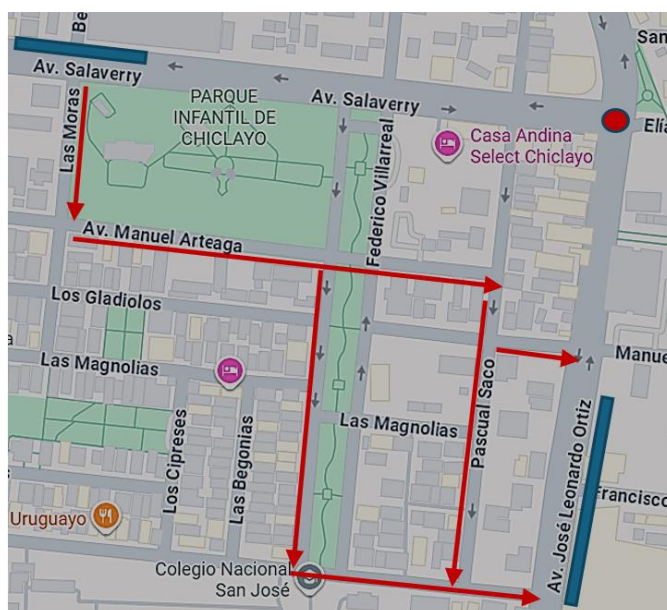 Be
San
Av. Salaverry
Av. Salaverry
Elía
PARQUE
INFANTIL DE
CHICLAYO
Las Moras
Federico Villarreal
Casa Andina
Select Chiclayo
Av. Manuel Arteaga
Los Gladiolos
Manue
Las Magnolias
Las Magnolias
Pascual Saco
Av. José Leonardo Ortiz
Los Cipreses
Las Begonias
Francisco
Uruguayo
Colegio Nacional
San José